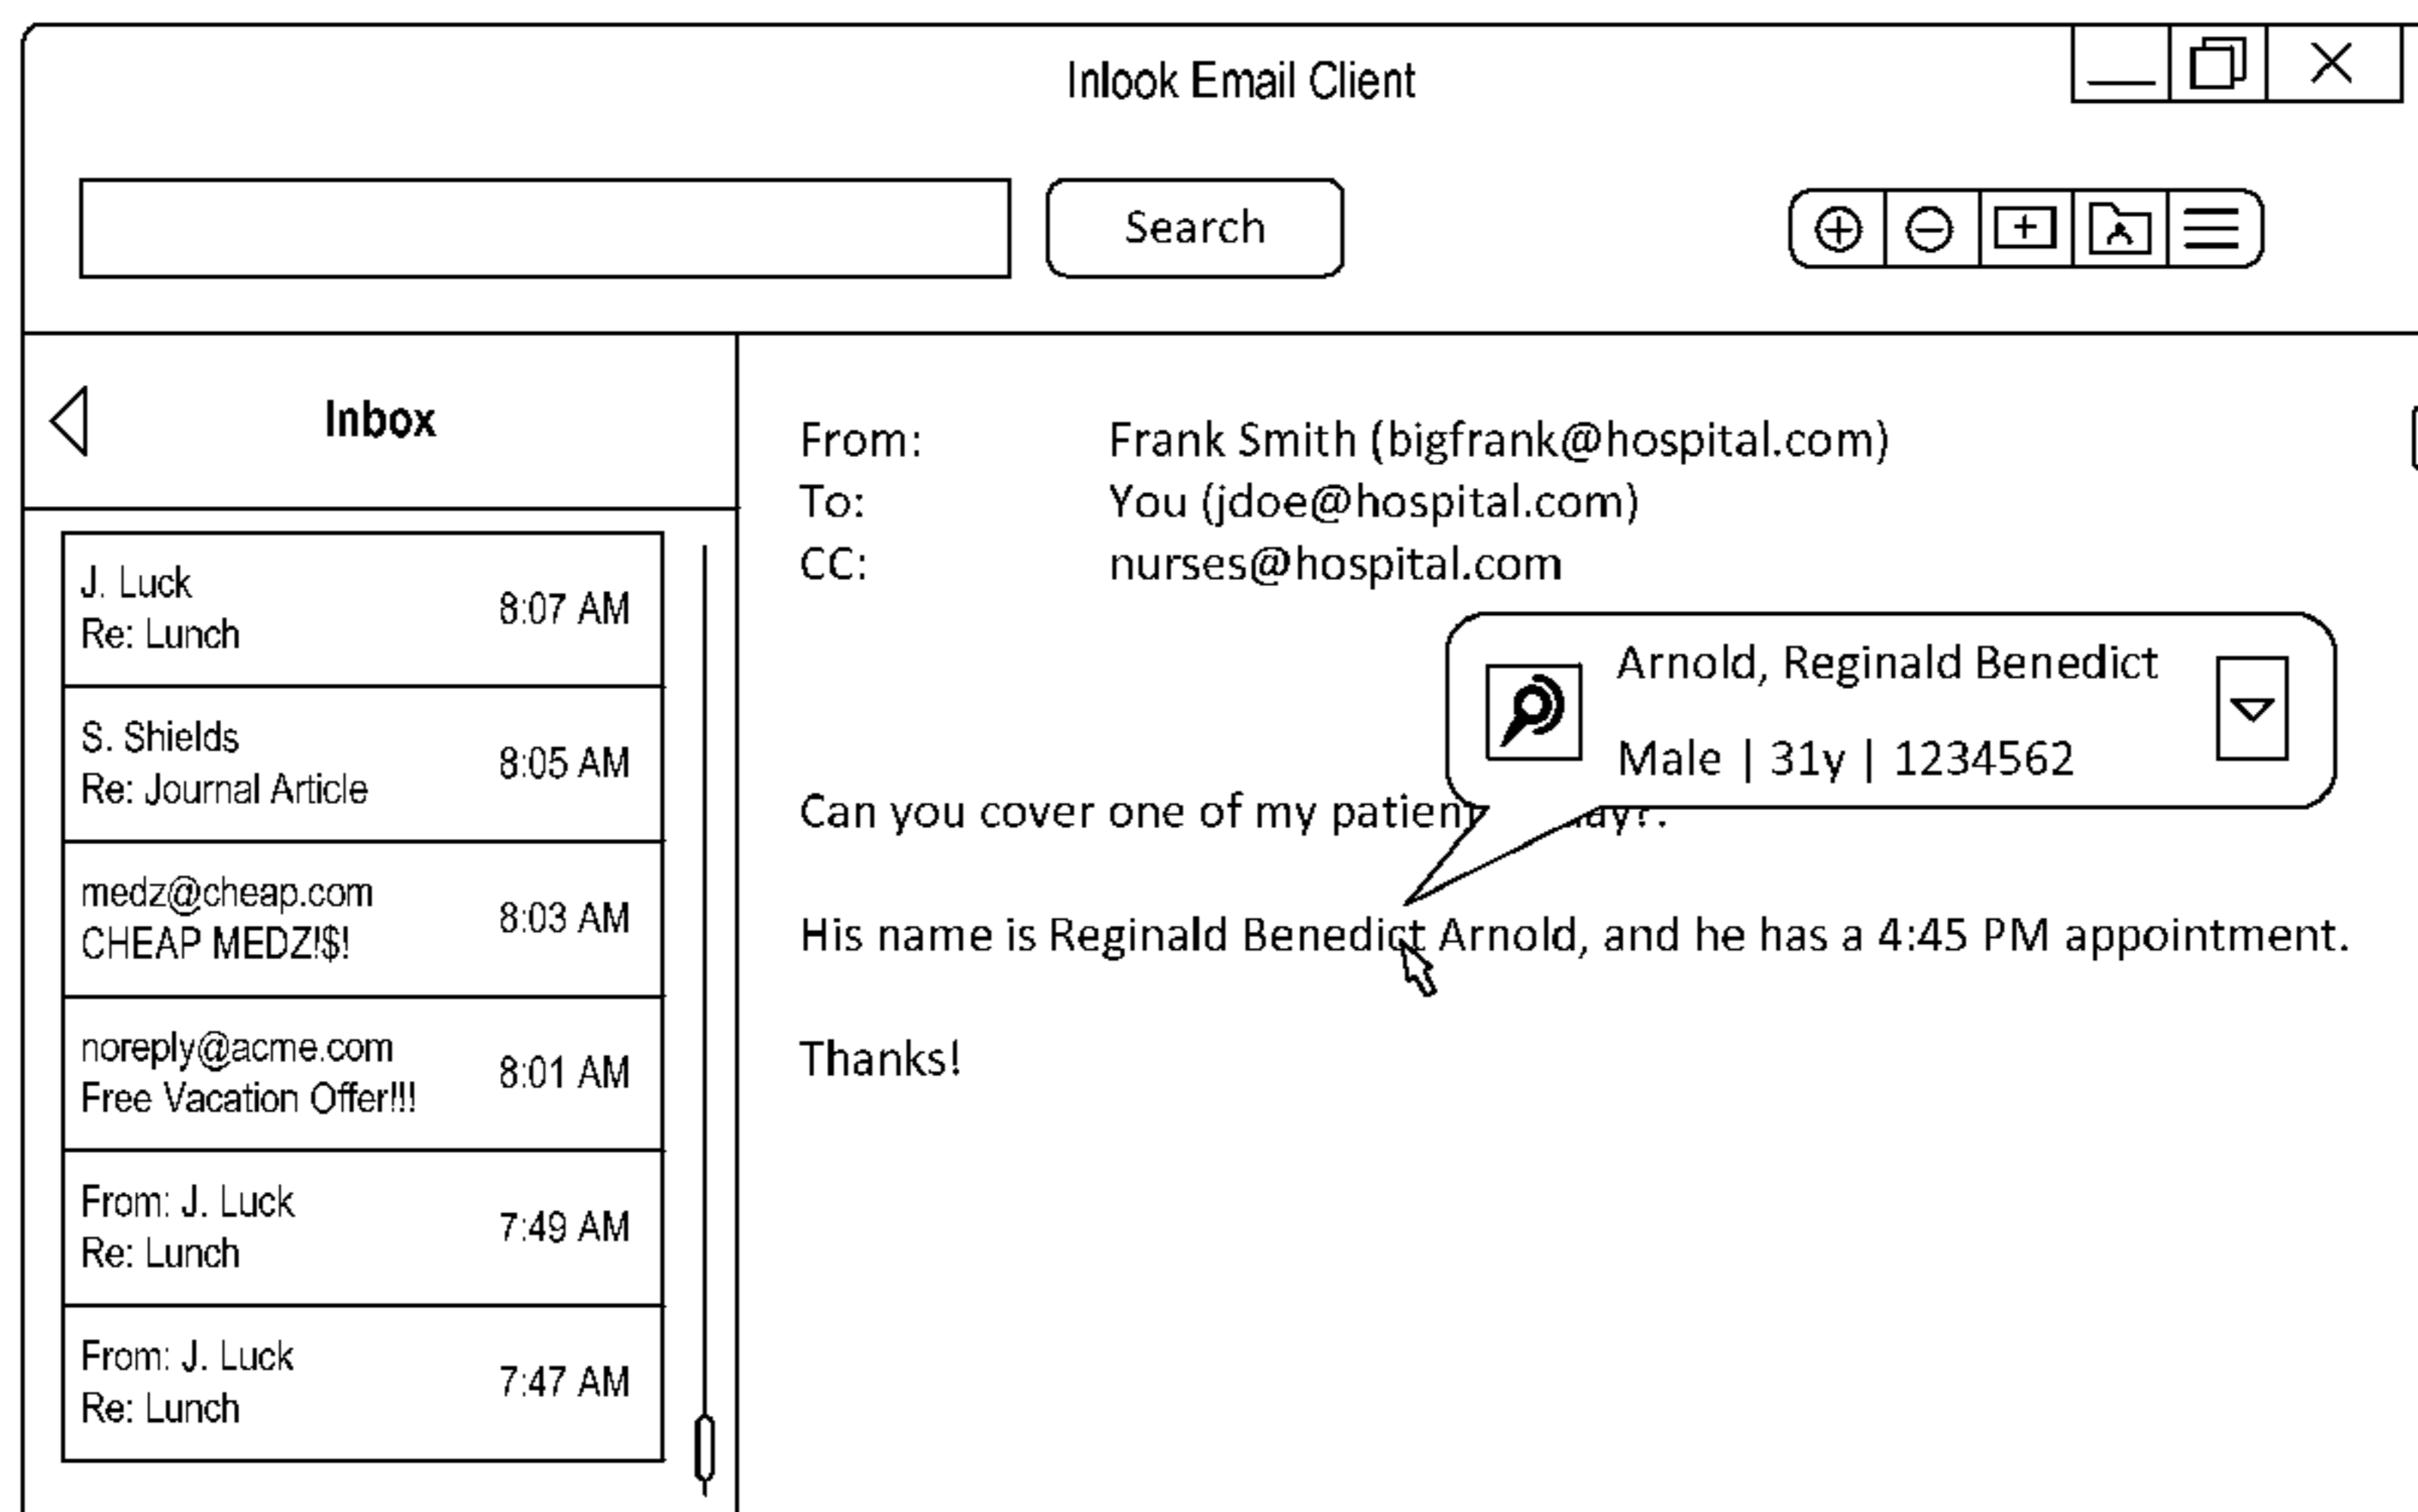 Inlook Email Client
Search
Inbox
J. Luck
Re: Lunch
8:07 AM
S. Shields
Re: Journal Article
8:05 AM
medz@cheap.com
CHEAP MEDZ!$!
8:03 AM
noreply@acme.com
Free Vacation Offer!!!
8:01 AM
From: J. Luck
Re: Lunch
7:49 AM
From: J. Luck
Re: Lunch
7:47 AM
From: Frank Smith (bigfrank@hospital.com)
To: You (jdoe@hospital.com)
CC: nurses@hospital.com
Arnold, Reginald Benedict
Male | 31y | 1234562
Can you cover one of my
His name is Reginald Benedict Arnold, and he has a 4:45 PM appointment.
Thanks!